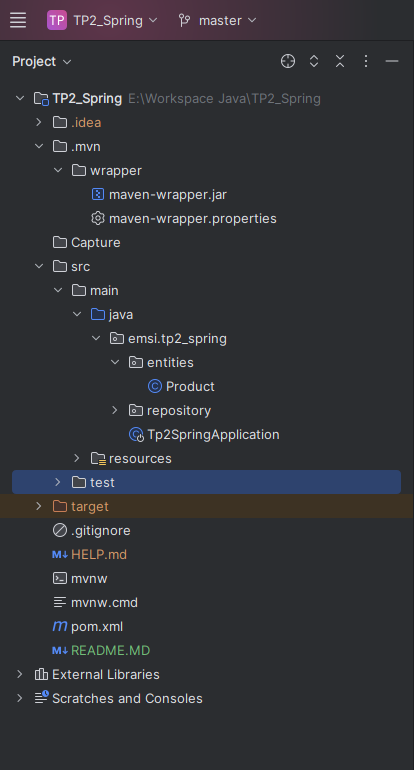 TP TP2_Spring master
Project
TP2_Spring E:\Workspace Java\TP2_Spring
.idea
.mvn
wrapper
maven-wrapper.jar
maven-wrapper.properties
Capture
src
main
java
emsi.tp2_spring
entities
Product
repository
Tp2SpringApplication
resources
test
target
.gitignore
M↓ HELP.md
mvnw
mvnw.cmd
m pom.xml
M↓ README.MD
External Libraries
Scratches and Consoles